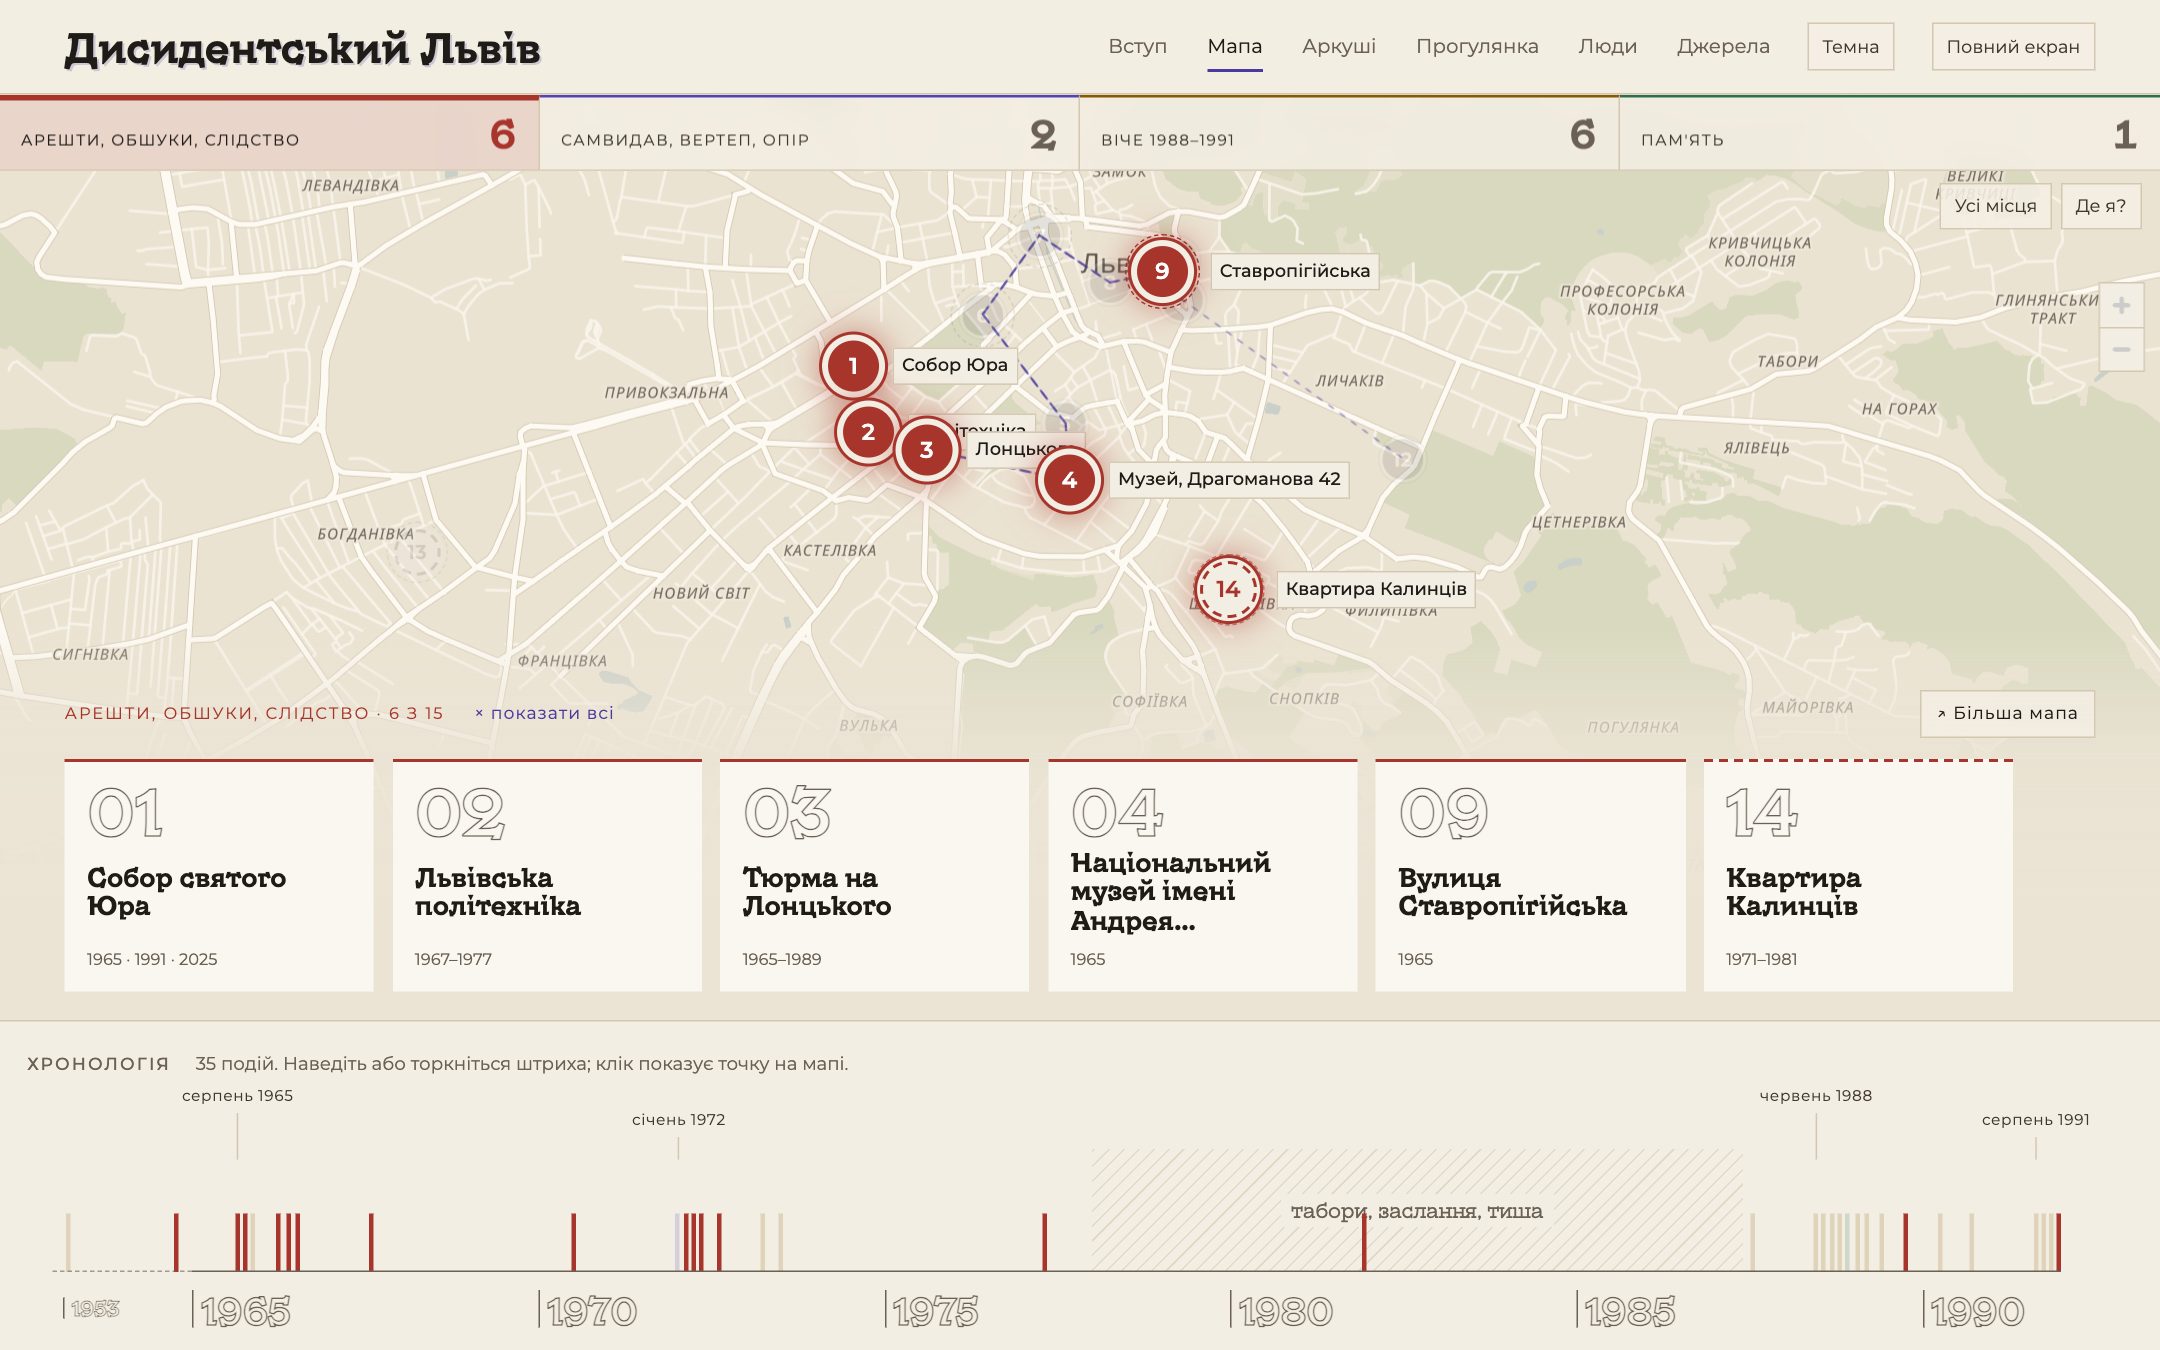 Дисидентський Львів
Вступ Мапа Аркуші Прогулянка Люди Джерела Темна Повний екран
АРЕШТИ, ОБШУКИ, СЛІДСТВО 6
САМВИДАВ, ВЕРТЕП, ОПІР 2
ВІЧЕ 1988–1991 6
ПАМ'ЯТЬ 1
ЛЕВАНДІВКА
ЗАМОК
ВЕЛИКІ
Усі місця Де я?
КРИВЧИЦЬКА
КОЛОНІЯ
9 Ставропігійська
ПРОФЕСОРСЬКА
КОЛОНІЯ
ГЛИНЯНСЬКИ
ТРАКТ
+
−
1 Собор Юра
ПРИВОКЗАЛЬНА
ЛИЧАКІВ
ТАБОРИ
НА ГОРАХ
2 ітехніка
3 Лонцького
ЯЛІВЕЦЬ
12
4 Музей, Драгоманова 42
БОГДАНІВКА
13
КАСТЕЛІВКА
ЦЕТНЕРІВКА
НОВИЙ СВІТ
14 Квартира Калинців
ФИЛИПІВКА
СИГНІВКА
ФРАНЦІВКА
СОФІЇВКА
СНОПКІВ
МАЙОРІВКА
ВУЛЬКА
ПОГУЛЯНКА
АРЕШТИ, ОБШУКИ, СЛІДСТВО · 6 З 15 × показати всі
↗ Більша мапа
01
Собор святого
Юра
1965 · 1991 · 2025
02
Львівська
політехніка
1967–1977
03
Тюрма на
Лонцького
1965–1989
04
Національний
музей імені
Андрея...
1965
09
Вулиця
Ставропігійська
1965
14
Квартира
Калинців
1971–1981
ХРОНОЛОГІЯ 35 подій. Наведіть або торкніться штриха; клік показує точку на мапі.
серпень 1965
січень 1972
червень 1988
серпень 1991
табори, заслання, тиша
1953 1965 1970 1975 1980 1985 1990